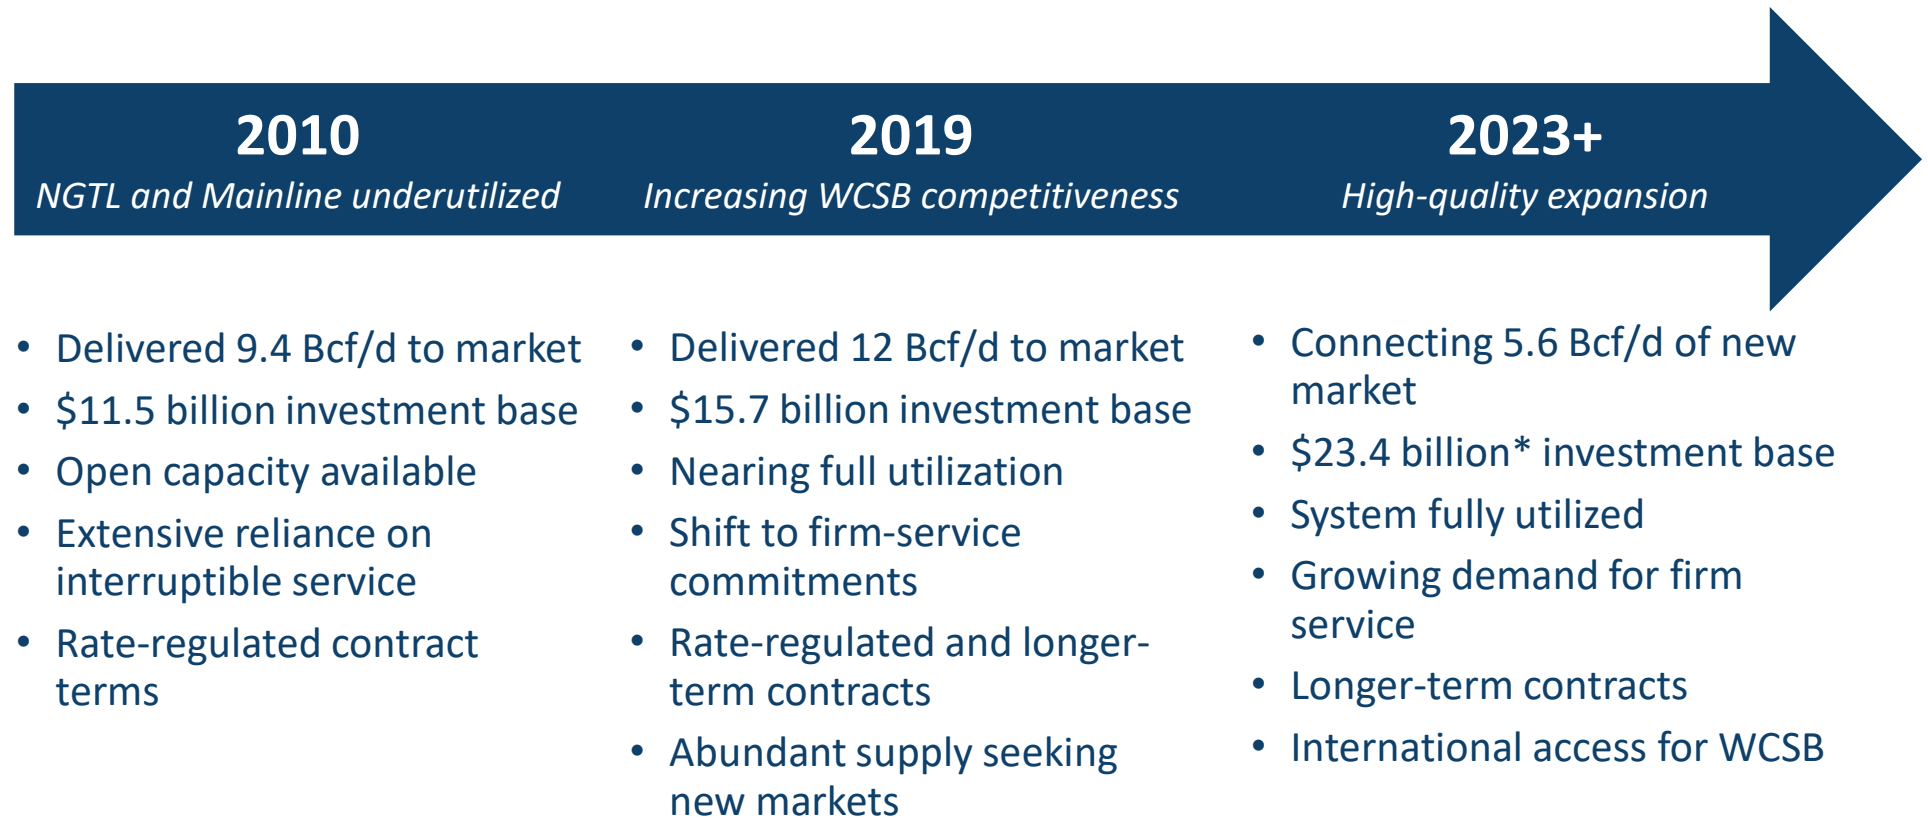 2010
NGTL and Mainline underutilized
• Delivered 9.4 Bcf/d to market
• $11.5 billion investment base
• Open capacity available
• Extensive reliance on
interruptible service
• Rate-regulated contract
terms
2019
Increasing WCSB competitiveness
• Delivered 12 Bcf/d to market
• $15.7 billion investment base
• Nearing full utilization
• Shift to firm-service
commitments
• Rate-regulated and longer-
term contracts
• Abundant supply seeking
new markets
2023+
High-quality expansion
• Connecting 5.6 Bcf/d of new
market
• $23.4 billion* investment base
• System fully utilized
• Growing demand for firm
service
• Longer-term contracts
• International access for WCSB